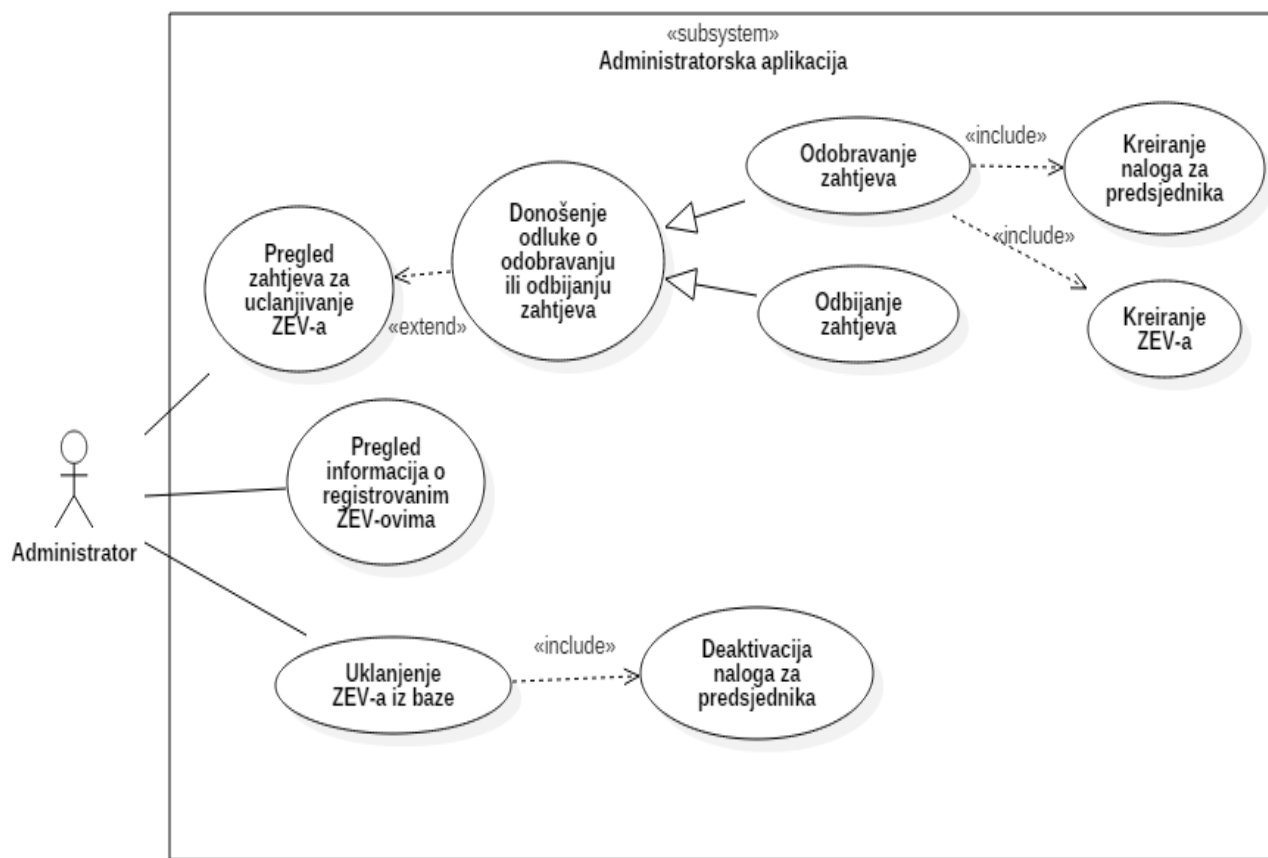 «subsystem»
Administratorska aplikacija
Odobravanje
zahtjeva
«include»
Kreiranje
naloga za
predsjednika
«include»
Kreiranje
ZEV-a
Donošenje
odluke o
odobravanju
ili odbijanju
zahtjeva
Odbijanje
zahtjeva
Pregled
zahtjeva za
uclanjivanje
ZEV-a
«extend»
Pregled
informacija o
registrovanim
ZEV-ovima
Administrator
Uklanjenje
ZEV-a iz baze
«include»
Deaktivacija
naloga za
predsjednika